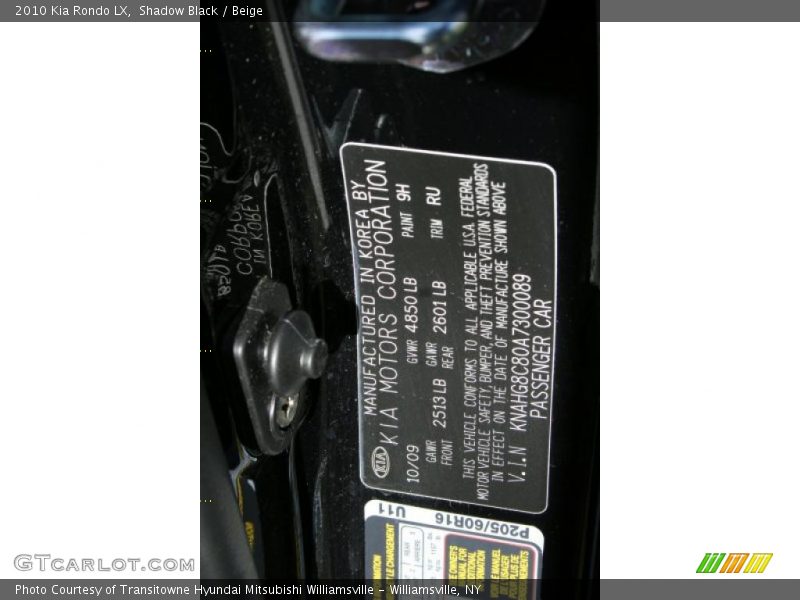 2010 Kia Rondo LX, Shadow Black / Beige
MANUFACTURED IN KOREA BY
KIA KIA MOTORS CORPORATION
10/09 GVWR 4850 LB PAINT 9H
GAWR FRONT 2513 LB GAWR REAR 2601 LB TRIM RU
THIS VEHICLE CONFORMS TO ALL APPLICABLE U.S.A FEDERAL
MOTOR VEHICLE SAFETY, BUMPER, AND THEFT PREVENTION STANDARDS
IN EFFECT ON THE DATE OF MANUFACTURE SHOWN ABOVE
V.I.N KNAHG8C80A7300089
PASSENGER CAR
U11
P205/60R16
IN KOREA
GTCARLOT.COM
Photo Courtesy of Transitowne Hyundai Mitsubishi Williamsville - Williamsville, NY